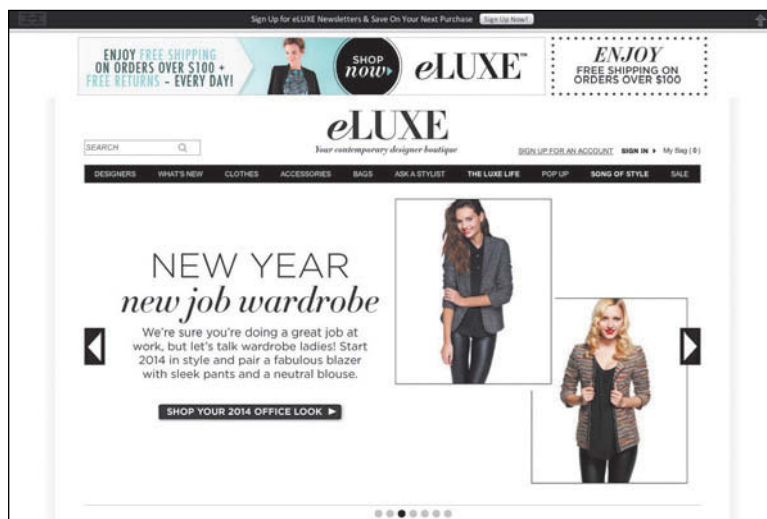 Sign Up for eLUXE Newsletters & Save On Your Next Purchase Sign Up Now!
ENJOY FREE SHIPPING
ON ORDERS OVER $100 +
FREE RETURNS - EVERY DAY!
SHOP
now
eLUXE™
ENJOY
FREE SHIPPING ON
ORDERS OVER $100
eLUXE
Your contemporary designer boutique
SEARCH
SIGN UP FOR AN ACCOUNT SIGN IN My Bag ( 0 )
DESIGNERS WHAT'S NEW CLOTHES ACCESSORIES BAGS ASK A STYLIST THE LUXE LIFE POP UP SONG OF STYLE SALE
NEW YEAR
new job wardrobe
We're sure you're doing a great job at
work, but let's talk wardrobe ladies! Start
2014 in style and pair a fabulous blazer
with sleek pants and a neutral blouse.
SHOP YOUR 2014 OFFICE LOOK